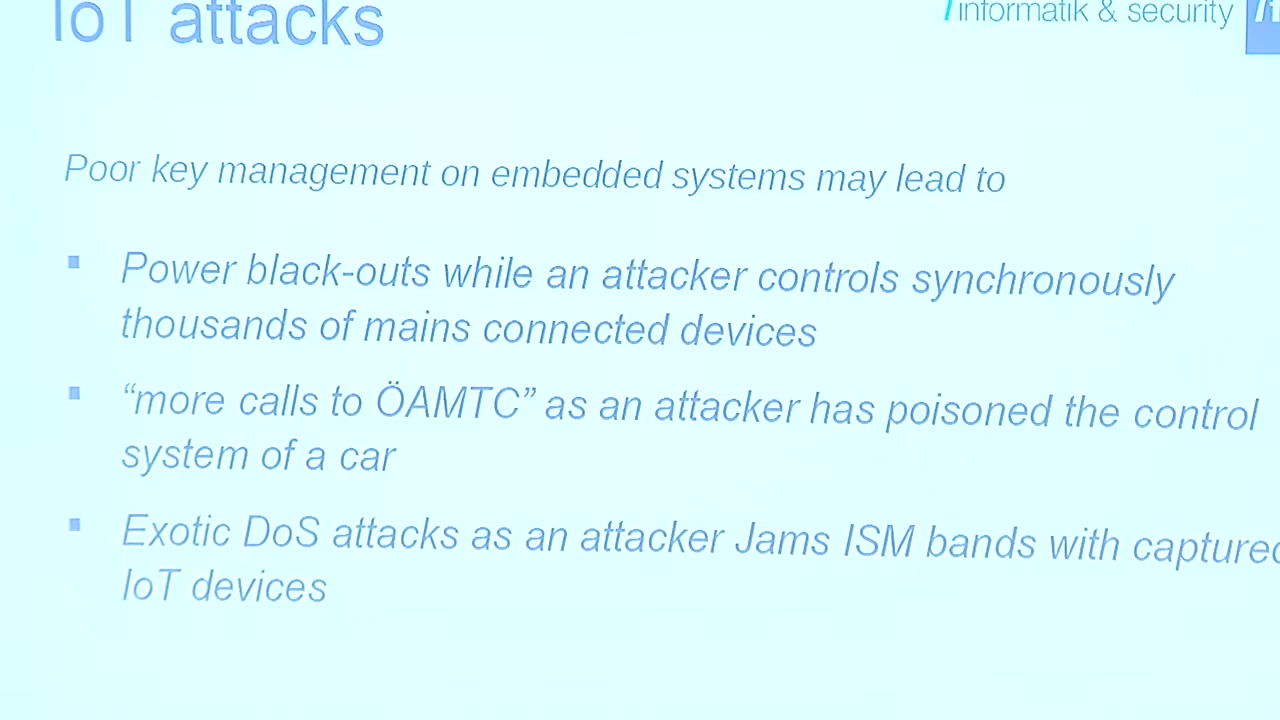 IoT attacks
/informatik & security
Poor key management on embedded systems may lead to
▪ Power black-outs while an attacker controls synchronously
thousands of mains connected devices
▪ “more calls to ÖAMTC” as an attacker has poisoned the control
system of a car
▪ Exotic DoS attacks as an attacker Jams ISM bands with captured
IoT devices